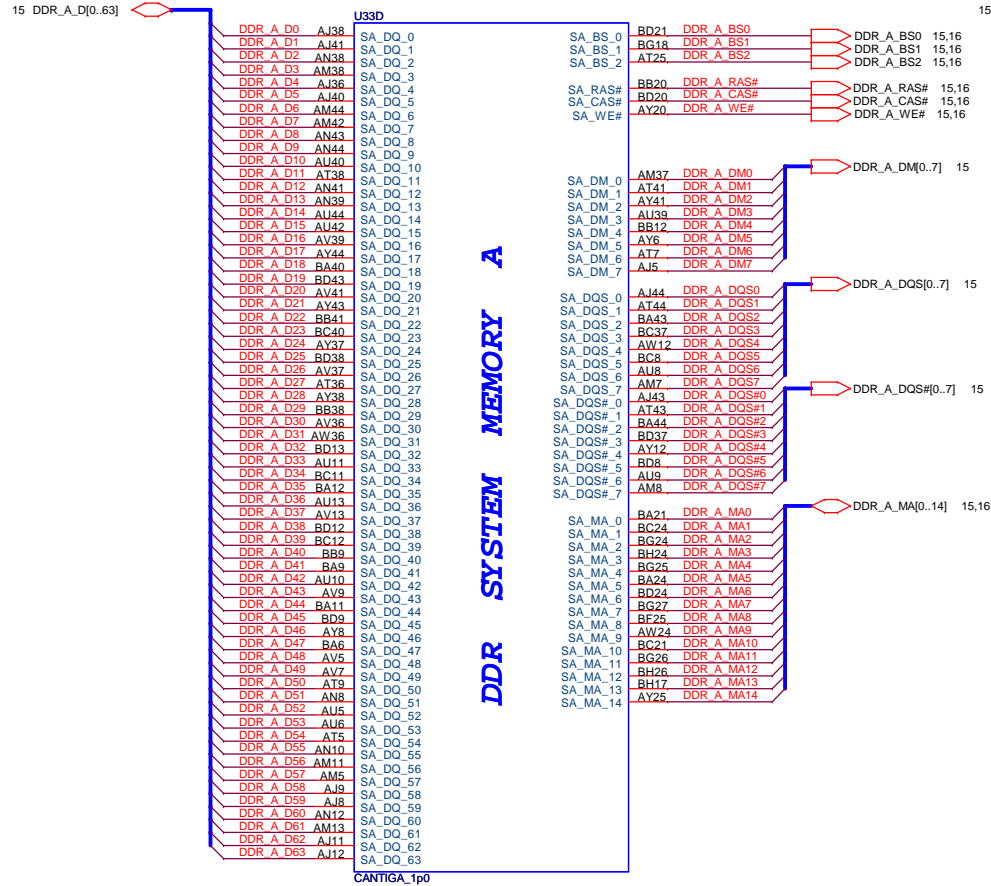 15 DDR_A_D[0..63] 15
U33D
DDR_A_D0 AJ38 SA_DQ_0
DDR_A_D1 AJ41 SA_DQ_1
DDR_A_D2 AN38 SA_DQ_2
DDR_A_D3 AM38 SA_DQ_3
DDR_A_D4 AJ36 SA_DQ_4
DDR_A_D5 AJ40 SA_DQ_5
DDR_A_D6 AM44 SA_DQ_6
DDR_A_D7 AM42 SA_DQ_7
DDR_A_D8 AN43 SA_DQ_8
DDR_A_D9 AN44 SA_DQ_9
DDR_A_D10 AU40 SA_DQ_10
DDR_A_D11 AT38 SA_DQ_11
DDR_A_D12 AN41 SA_DQ_12
DDR_A_D13 AN39 SA_DQ_13
DDR_A_D14 AU44 SA_DQ_14
DDR_A_D15 AU42 SA_DQ_15
DDR_A_D16 AV39 SA_DQ_16
DDR_A_D17 AY44 SA_DQ_17
DDR_A_D18 BA40 SA_DQ_18
DDR_A_D19 BD43 SA_DQ_19
DDR_A_D20 AV41 SA_DQ_20
DDR_A_D21 AY43 SA_DQ_21
DDR_A_D22 BB41 SA_DQ_22
DDR_A_D23 BC40 SA_DQ_23
DDR_A_D24 AY37 SA_DQ_24
DDR_A_D25 BD38 SA_DQ_25
DDR_A_D26 AV37 SA_DQ_26
DDR_A_D27 AT36 SA_DQ_27
DDR_A_D28 AY38 SA_DQ_28
DDR_A_D29 BB38 SA_DQ_29
DDR_A_D30 AV36 SA_DQ_30
DDR_A_D31 AW36 SA_DQ_31
DDR_A_D32 BD13 SA_DQ_32
DDR_A_D33 AU11 SA_DQ_33
DDR_A_D34 BC11 SA_DQ_34
DDR_A_D35 BA12 SA_DQ_35
DDR_A_D36 AU13 SA_DQ_36
DDR_A_D37 AV13 SA_DQ_37
DDR_A_D38 BD12 SA_DQ_38
DDR_A_D39 BC12 SA_DQ_39
DDR_A_D40 BB9 SA_DQ_40
DDR_A_D41 BA9 SA_DQ_41
DDR_A_D42 AU10 SA_DQ_42
DDR_A_D43 AV9 SA_DQ_43
DDR_A_D44 BA11 SA_DQ_44
DDR_A_D45 BD9 SA_DQ_45
DDR_A_D46 AY8 SA_DQ_46
DDR_A_D47 BA6 SA_DQ_47
DDR_A_D48 AV5 SA_DQ_48
DDR_A_D49 AV7 SA_DQ_49
DDR_A_D50 AT9 SA_DQ_50
DDR_A_D51 AN8 SA_DQ_51
DDR_A_D52 AU5 SA_DQ_52
DDR_A_D53 AU6 SA_DQ_53
DDR_A_D54 AT5 SA_DQ_54
DDR_A_D55 AN10 SA_DQ_55
DDR_A_D56 AM11 SA_DQ_56
DDR_A_D57 AM5 SA_DQ_57
DDR_A_D58 AJ9 SA_DQ_58
DDR_A_D59 AJ8 SA_DQ_59
DDR_A_D60 AN12 SA_DQ_60
DDR_A_D61 AM13 SA_DQ_61
DDR_A_D62 AJ11 SA_DQ_62
DDR_A_D63 AJ12 SA_DQ_63
DDR SYSTEM MEMORY A
SA_BS_0 BD21 DDR_A_BS0 DDR_A_BS0 15,16
SA_BS_1 BG18 DDR_A_BS1 DDR_A_BS1 15,16
SA_BS_2 AT25 DDR_A_BS2 DDR_A_BS2 15,16
SA_RAS# BB20 DDR_A_RAS# DDR_A_RAS# 15,16
SA_CAS# BD20 DDR_A_CAS# DDR_A_CAS# 15,16
SA_WE# AY20 DDR_A_WE# DDR_A_WE# 15,16
DDR_A_DM[0..7] 15
SA_DM_0 AM37 DDR_A_DM0
SA_DM_1 AT41 DDR_A_DM1
SA_DM_2 AY41 DDR_A_DM2
SA_DM_3 AU39 DDR_A_DM3
SA_DM_4 BB12 DDR_A_DM4
SA_DM_5 AY6 DDR_A_DM5
SA_DM_6 AT7 DDR_A_DM6
SA_DM_7 AJ5 DDR_A_DM7
DDR_A_DQS[0..7] 15
SA_DQS_0 AJ44 DDR_A_DQS0
SA_DQS_1 AT44 DDR_A_DQS1
SA_DQS_2 BA43 DDR_A_DQS2
SA_DQS_3 BC37 DDR_A_DQS3
SA_DQS_4 AW12 DDR_A_DQS4
SA_DQS_5 BC8 DDR_A_DQS5
SA_DQS_6 AU8 DDR_A_DQS6
SA_DQS_7 AM7 DDR_A_DQS7
DDR_A_DQS#[0..7] 15
SA_DQS#_0 AJ43 DDR_A_DQS#0
SA_DQS#_1 AT43 DDR_A_DQS#1
SA_DQS#_2 BA44 DDR_A_DQS#2
SA_DQS#_3 BD37 DDR_A_DQS#3
SA_DQS#_4 AY12 DDR_A_DQS#4
SA_DQS#_5 BD8 DDR_A_DQS#5
SA_DQS#_6 AU9 DDR_A_DQS#6
SA_DQS#_7 AM8 DDR_A_DQS#7
DDR_A_MA[0..14] 15,16
SA_MA_0 BA21 DDR_A_MA0
SA_MA_1 BC24 DDR_A_MA1
SA_MA_2 BG24 DDR_A_MA2
SA_MA_3 BH24 DDR_A_MA3
SA_MA_4 BG25 DDR_A_MA4
SA_MA_5 BA24 DDR_A_MA5
SA_MA_6 BD24 DDR_A_MA6
SA_MA_7 BG27 DDR_A_MA7
SA_MA_8 BF25 DDR_A_MA8
SA_MA_9 AW24 DDR_A_MA9
SA_MA_10 BC21 DDR_A_MA10
SA_MA_11 BG26 DDR_A_MA11
SA_MA_12 BH26 DDR_A_MA12
SA_MA_13 BH17 DDR_A_MA13
SA_MA_14 AY25 DDR_A_MA14
CANTIGA_1p0